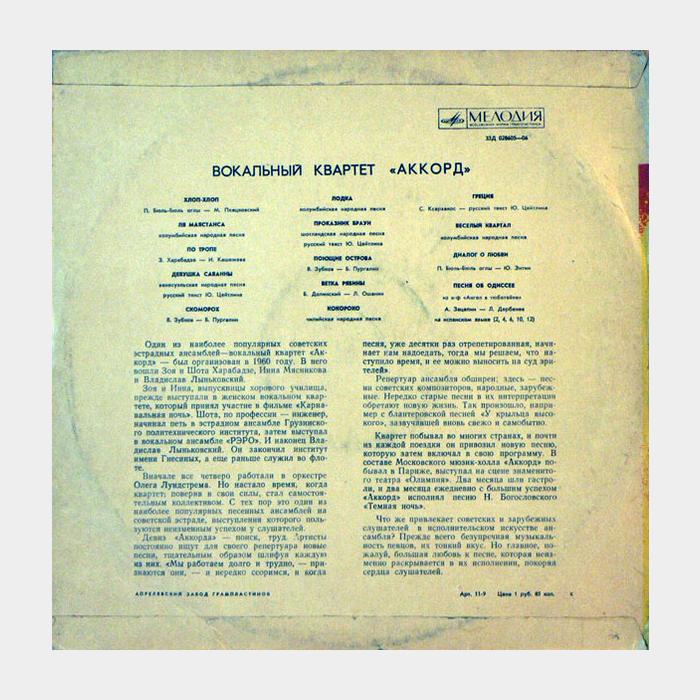 МЕЛОДИЯ
33Д 028605—06
ВОКАЛЬНЫЙ КВАРТЕТ «АККОРД»
ХЛОП-ХЛОП
П. Бюль-Бюль оглы — М. Пляцковский
ЛЯ МАЯСТАНСА
колумбийская народная песня
ПО ТРОПЕ
З. Харабадзе — И. Кашежева
ДЕВУШКА САВАННЫ
венесуэльская народная песня
русский текст Ю. Цейтлина
СКОМОРОХ
В. Зубков — Б. Пургалин
ЛОДКА
колумбийская народная песня
ПРОКАЗНИК БРАУН
шотландская народная песня
русский текст Ю. Цейтлина
ПОЮЩИЕ ОСТРОВА
В. Зубков — Б. Пургалин
ВЕТКА РЯБИНЫ
Б. Долинский — Л. Ошанин
КОКОРОКО
чилийская народная песня
ГРЕЦИЯ
С. Ксархакос — русский текст Ю. Цейтлина
ВЕСЕЛЫЙ КВАРТАЛ
колумбийская народная песня
ДИАЛОГ О ЛЮБВИ
П. Бюль-Бюль оглы — Ю. Энтин
ПЕСНЯ ОБ ОДИССЕЕ
из м-ф «Ангел в тюбетейке»
А. Зацепин — Л. Дербенев
на испанском языке (2, 4, 6, 10, 12)
Один из наиболее популярных советских
эстрадных ансамблей—вокальный квартет «Ак-
корд» — был организован в 1960 году. В него
вошли Зоя и Шота Харабадзе, Инна Мясникова
и Владислав Лыньковский.
Зоя и Инна, выпускницы хорового училища,
прежде выступали в женском вокальном квар-
тете, который принял участие в фильме «Карна-
вальная ночь». Шота, по профессии — инженер,
начинал петь в эстрадном ансамбле Грузинско-
го политехнического института, затем выступал
в вокальном ансамбле «РЭРО». И наконец Вла-
дислав Лыньковский. Он закончил институт
имени Гнесиных, а еще раньше служил во фло-
те.
Вначале все четверо работали в оркестре
Олега Лундстрема. Но настало время, когда
квартет; поверив в свои силы, стал самостоя-
тельным коллективом. С тех пор это один из
наиболее популярных песенных ансамблей на
советской эстраде, выступления которого поль-
зуются неизменным успехом у слушателей.
Девиз «Аккорда» — поиск, труд. Артисты
постоянно ищут для своего репертуара новые
песни, тщательным образом шлифуя каждую
из них. «Мы работаем долго и трудно, — при-
знаются они, — и нередко ссоримся, и когда
песня, уже десятки раз отрепетированная, начи-
нает нам надоедать, тогда мы решаем, что на-
ступило время, и ее можно выносить на суд зри-
телей».
Репертуар ансамбля обширен; здесь — пес-
ни советских композиторов, народные, зарубеж-
ные. Нередко старые песни в их интерпретации
обретают новую жизнь. Так произошло, напри-
мер с блантеровской песней «У крыльца высо-
кого», зазвучавшей вновь свежо и самобытно.
Квартет побывал во многих странах, и почти
из каждой поездки он привозил новую песню,
которую затем включал в свою программу. В
составе Московского мюзик-холла «Аккорд» по-
бывал в Париже, выступал на сцене знаменито-
го театра «Олимпия». Два месяца шли гастро-
ли, и два месяца ежедневно с большим успехом
«Аккорд» исполнял песню Н. Богословского
«Темная ночь».
Что же привлекает советских и зарубежных
слушателей в исполнительском искусстве ан-
самбля? Прежде всего безупречная музыкаль-
ность певцов, их тонкий вкус. Но главное, по-
жалуй, большая любовь к песне, которая неиз-
менно раскрывается в их исполнении, покоряя
сердца слушателей.
АПРЕЛЕВСКИЙ ЗАВОД ГРАМПЛАСТИНОК
Арт. 11-9 Цена 1 руб. 85 коп. К